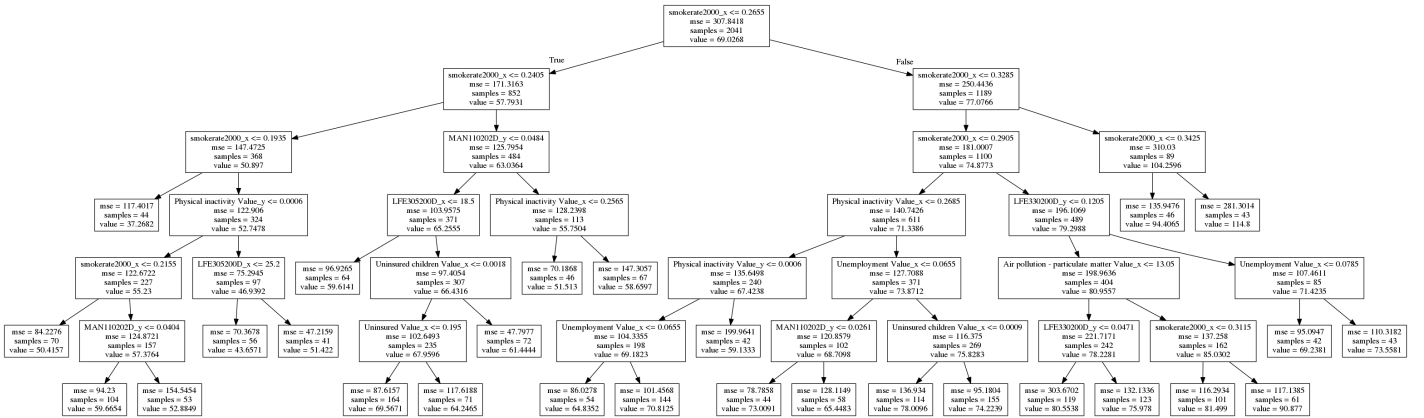 smokerate2000_x <= 0.2655
mse = 307.8418
samples = 2041
value = 69.0268
True
False
smokerate2000_x <= 0.2405
mse = 171.3163
samples = 852
value = 57.7931
smokerate2000_x <= 0.3285
mse = 250.4436
samples = 1189
value = 77.0766
smokerate2000_x <= 0.1935
mse = 147.4725
samples = 368
value = 50.897
MAN110202D_y <= 0.0484
mse = 125.7954
samples = 484
value = 63.0364
smokerate2000_x <= 0.2905
mse = 181.0007
samples = 1100
value = 74.8773
smokerate2000_x <= 0.3425
mse = 310.03
samples = 89
value = 104.2596
mse = 117.4017
samples = 44
value = 37.2682
Physical inactivity Value_y <= 0.0006
mse = 122.906
samples = 324
value = 52.7478
LFE305200D_x <= 18.5
mse = 103.9575
samples = 371
value = 65.2555
Physical inactivity Value_x <= 0.2565
mse = 128.2398
samples = 113
value = 55.7504
Physical inactivity Value_x <= 0.2685
mse = 140.7426
samples = 611
value = 71.3386
LFE330200D_y <= 0.1205
mse = 196.1069
samples = 489
value = 79.2988
mse = 135.9476
samples = 46
value = 94.4065
mse = 281.3014
samples = 43
value = 114.8
smokerate2000_x <= 0.2155
mse = 122.6722
samples = 227
value = 55.23
LFE305200D_x <= 25.2
mse = 75.2945
samples = 97
value = 46.9392
mse = 96.9265
samples = 64
value = 59.6141
Uninsured children Value_x <= 0.0018
mse = 97.4054
samples = 307
value = 66.4316
mse = 70.1868
samples = 46
value = 51.513
mse = 147.3057
samples = 67
value = 58.6597
Physical inactivity Value_y <= 0.0006
mse = 135.6498
samples = 240
value = 67.4238
Unemployment Value_x <= 0.0655
mse = 127.7088
samples = 371
value = 73.8712
Air pollution - particulate matter Value_x <= 13.05
mse = 198.9636
samples = 404
value = 80.9557
Unemployment Value_x <= 0.0785
mse = 107.4611
samples = 85
value = 71.4235
mse = 84.2276
samples = 70
value = 50.4157
MAN110202D_y <= 0.0404
mse = 124.8721
samples = 157
value = 57.3764
mse = 70.3678
samples = 56
value = 43.6571
mse = 47.2159
samples = 41
value = 51.422
Uninsured Value_x <= 0.195
mse = 102.6493
samples = 235
value = 67.9596
mse = 47.7977
samples = 72
value = 61.4444
Unemployment Value_x <= 0.0655
mse = 104.3355
samples = 198
value = 69.1823
mse = 199.9641
samples = 42
value = 59.1333
MAN110202D_y <= 0.0261
mse = 120.8579
samples = 102
value = 68.7098
Uninsured children Value_x <= 0.0009
mse = 116.375
samples = 269
value = 75.8283
LFE330200D_y <= 0.0471
mse = 221.7171
samples = 242
value = 78.2281
smokerate2000_x <= 0.3115
mse = 137.258
samples = 162
value = 85.0302
mse = 95.0947
samples = 42
value = 69.2381
mse = 110.3182
samples = 43
value = 73.5581
mse = 94.23
samples = 104
value = 59.6654
mse = 154.5454
samples = 53
value = 52.8849
mse = 87.6157
samples = 164
value = 69.5671
mse = 117.6188
samples = 71
value = 64.2465
mse = 86.0278
samples = 54
value = 64.8352
mse = 101.4568
samples = 144
value = 70.8125
mse = 78.7858
samples = 44
value = 73.0091
mse = 128.1149
samples = 58
value = 65.4483
mse = 136.934
samples = 114
value = 78.0096
mse = 95.1804
samples = 155
value = 74.2239
mse = 303.6702
samples = 119
value = 80.5538
mse = 132.1336
samples = 123
value = 75.978
mse = 116.2934
samples = 101
value = 81.499
mse = 117.1385
samples = 61
value = 90.877